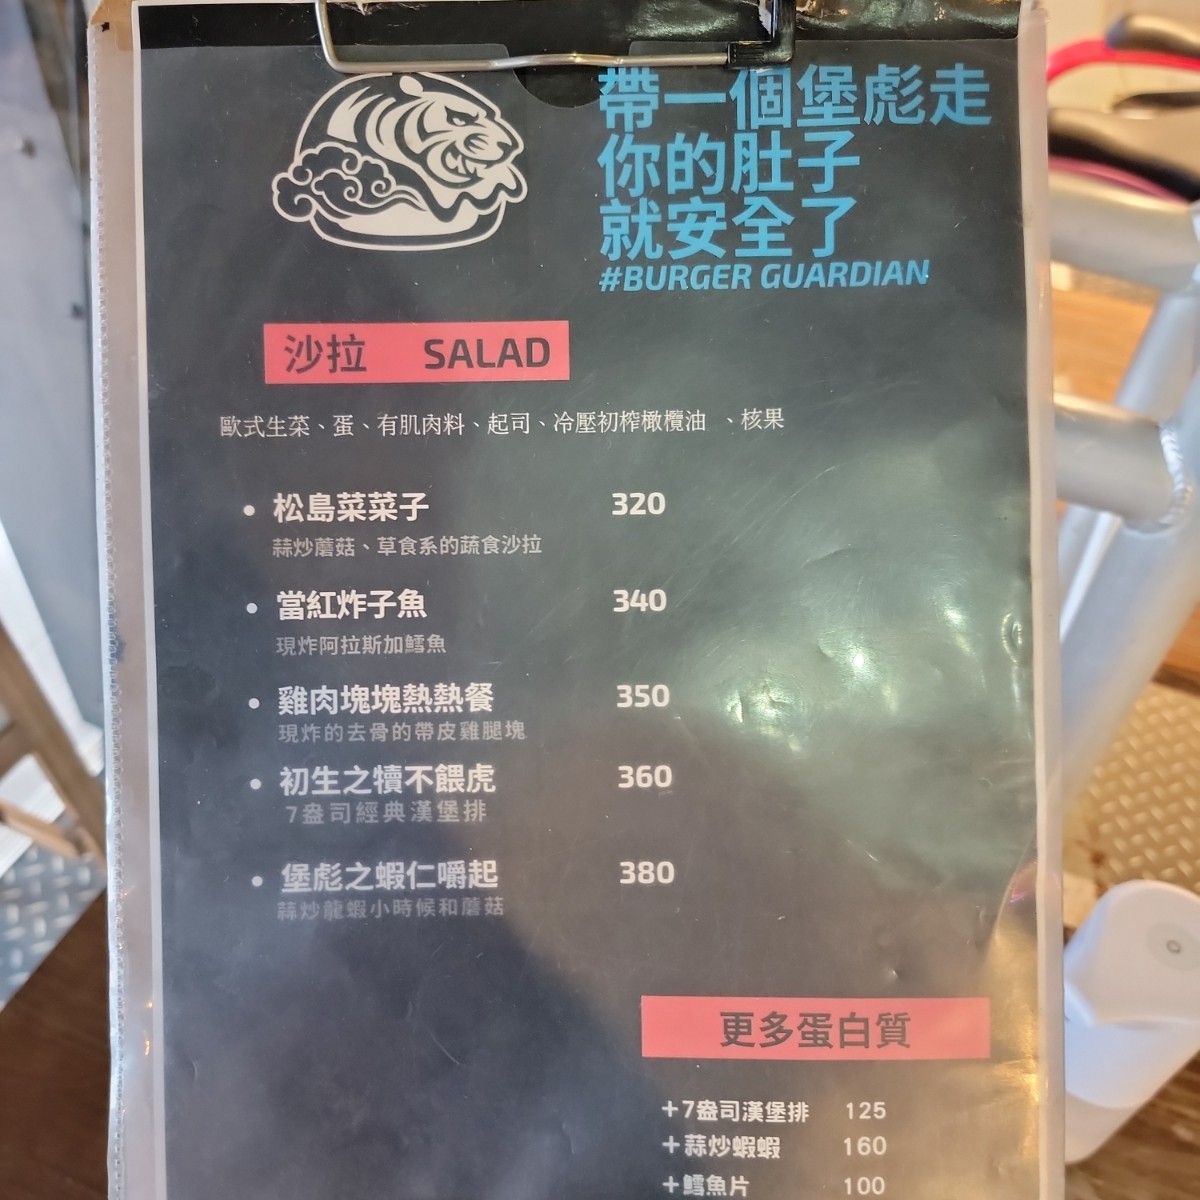 帶一個堡彪走
你的肚子
就安全了
#BURGER GUARDIAN
沙拉 SALAD
歐式生菜、蛋、有肌肉料、起司、冷壓初榨橄欖油 、核果
• 松島菜菜子 320
蒜炒蘑菇、草食系的蔬食沙拉
• 當紅炸子魚 340
現炸阿拉斯加鱈魚
• 雞肉塊塊熱熱餐 350
現炸的去骨的帶皮雞腿塊
• 初生之犢不餵虎 360
7盎司經典漢堡排
• 堡彪之蝦仁嚼起 380
蒜炒龍蝦小時候和蘑菇
更多蛋白質
+7盎司漢堡排 125
+蒜炒蝦蝦 160
+鱈魚片 100